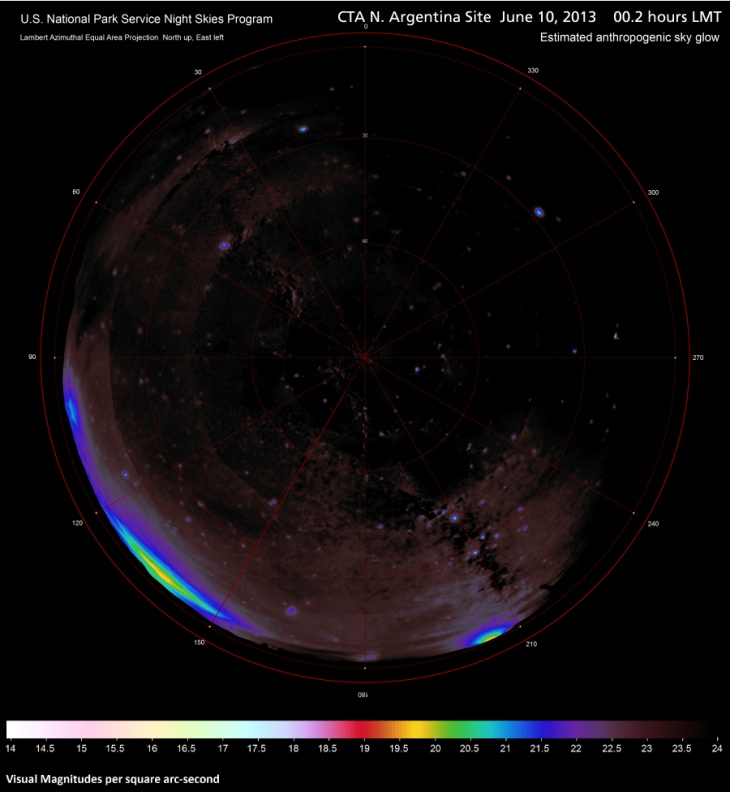 U.S. National Park Service Night Skies Program
CTA N. Argentina Site June 10, 2013 00.2 hours LMT
Lambert Azimuthal Equal Area Projection North up, East left
Estimated anthropogenic sky glow
0
30
330
30
60
300
60
90
270
120
240
150
210
180
14 14.5 15 15.5 16 16.5 17 17.5 18 18.5 19 19.5 20 20.5 21 21.5 22 22.5 23 23.5 24
Visual Magnitudes per square arc-second